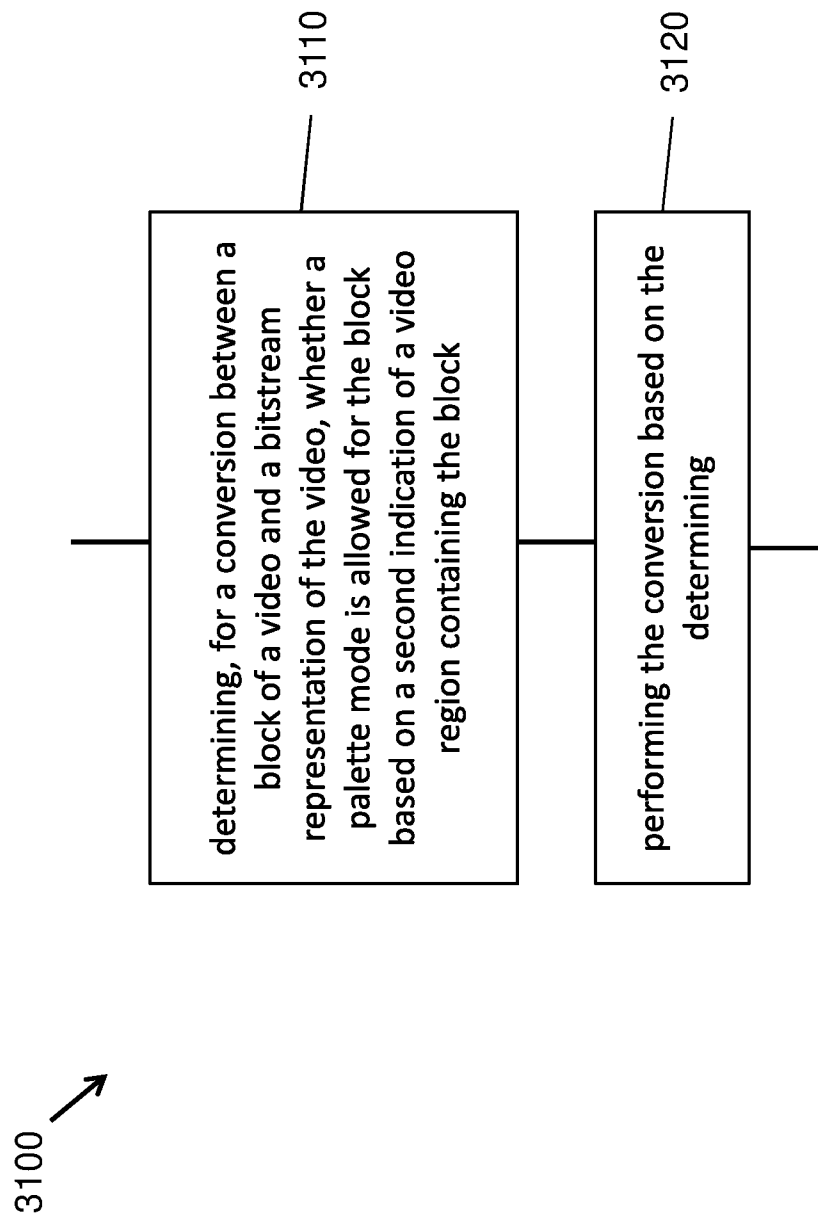 3100
determining, for a conversion between a
block of a video and a bitstream
representation of the video, whether a
palette mode is allowed for the block
based on a second indication of a video
region containing the block
3110
performing the conversion based on the
determining
3120